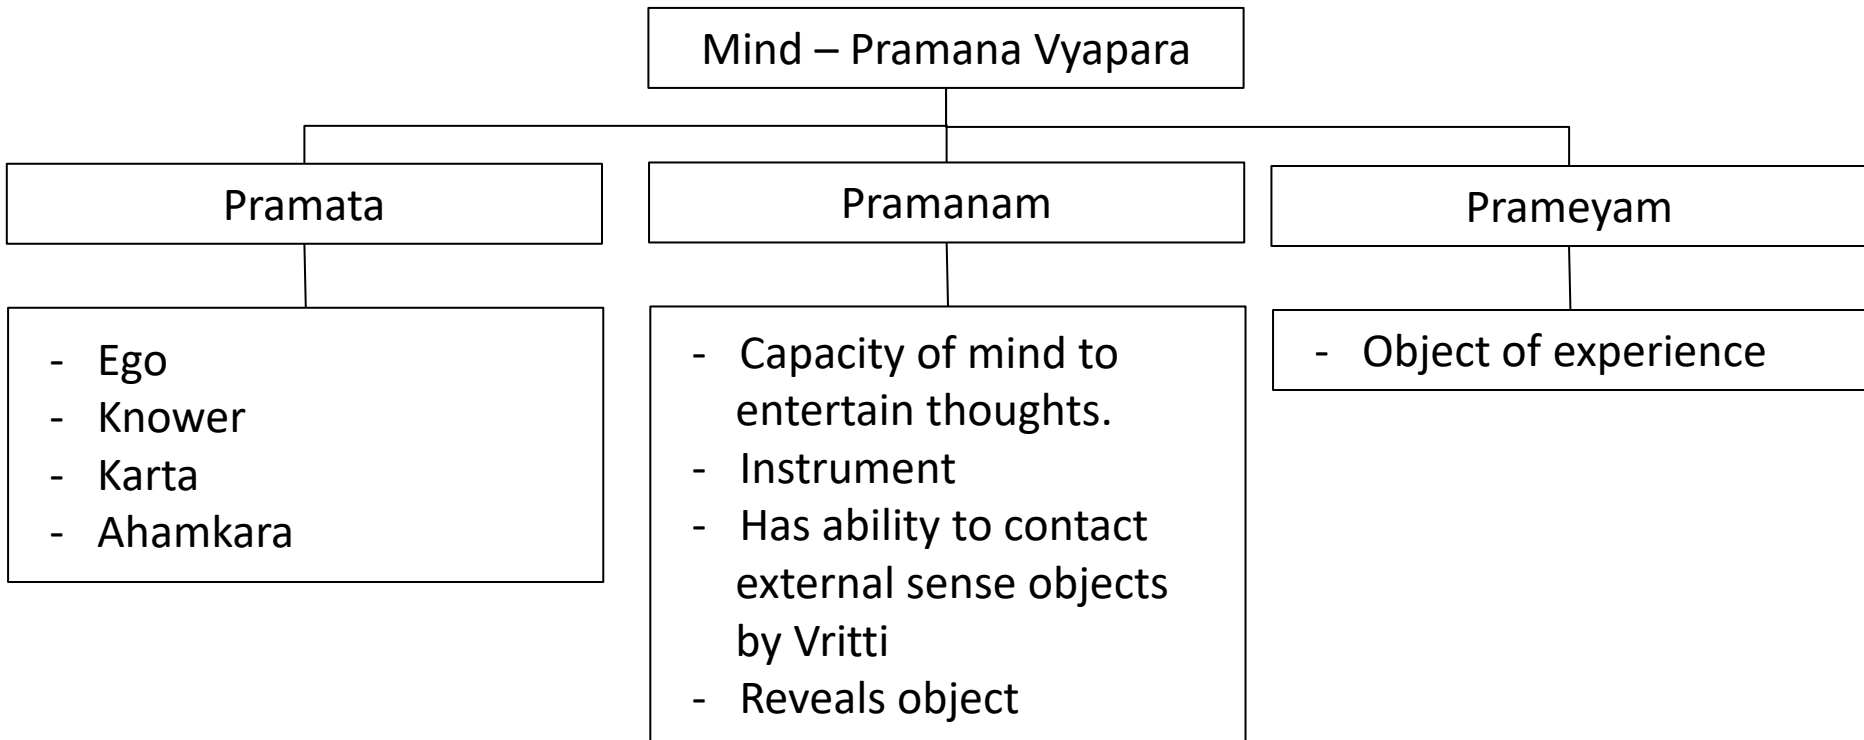 Mind – Pramana Vyapara
Pramata
Pramanam
Prameyam
- Ego
- Knower
- Karta
- Ahamkara
- Capacity of mind to
entertain thoughts.
- Instrument
- Has ability to contact
external sense objects
by Vritti
- Reveals object
- Object of experience